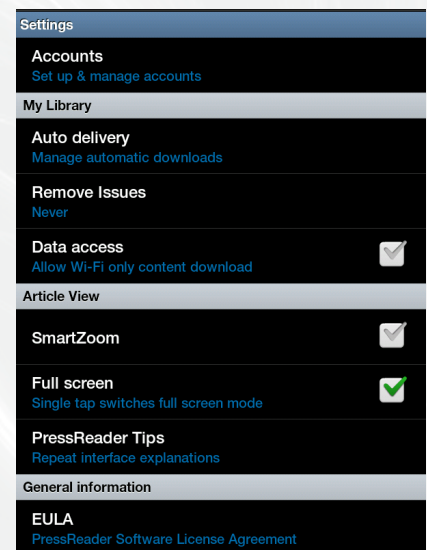 Settings
Accounts
Set up & manage accounts
My Library
Auto delivery
Manage automatic downloads
Remove Issues
Never
Data access
Allow Wi-Fi only content download
Article View
SmartZoom
Full screen
Single tap switches full screen mode
PressReader Tips
Repeat interface explanations
General information
EULA
PressReader Software License Agreement